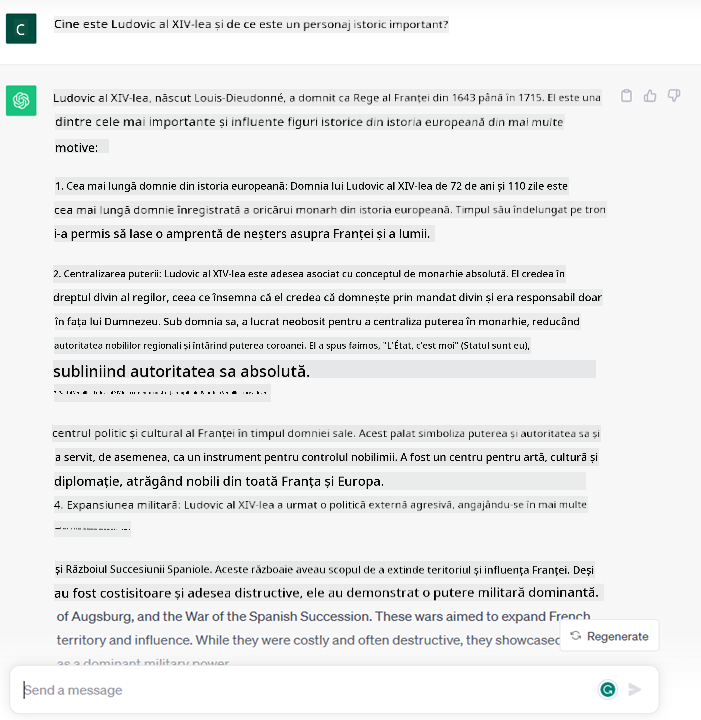 C
Cine este Ludovic al XIV-lea și de ce este un personaj istoric important?
Ludovic al XIV-lea, născut Louis-Dieudonné, a domnit ca Rege al Franței din 1643 până în 1715. El este una
dintre cele mai importante și influente figuri istorice din istoria europeană din mai multe
motive:
1. Cea mai lungă domnie din istoria europeană: Domnia lui Ludovic al XIV-lea de 72 de ani și 110 zile este
cea mai lungă domnie înregistrată a oricărui monarh din istoria europeană. Timpul său îndelungat pe tron
i-a permis să lase o amprentă de neșters asupra Franței și a lumii.
2. Centralizarea puterii: Ludovic al XIV-lea este adesea asociat cu conceptul de monarhie absolută. El credea în
dreptul divin al regilor, ceea ce însemna că el credea că domnește prin mandat divin și era responsabil doar
în fața lui Dumnezeu. Sub domnia sa, a lucrat neobosit pentru a centraliza puterea în monarhie, reducând
autoritatea nobililor regionali și întărind puterea coroanei. El a spus faimos, "L'État, c'est moi" (Statul sunt eu),
subliniind autoritatea sa absolută.
centrul politic și cultural al Franței în timpul domniei sale. Acest palat simboliza puterea și autoritatea sa și
a servit, de asemenea, ca un instrument pentru controlul nobilimii. A fost un centru pentru artă, cultură și
diplomație, atrăgând nobili din toată Franța și Europa.
4. Expansiunea militară: Ludovic al XIV-lea a urmat o politică externă agresivă, angajându-se în mai multe
și Războiul Succesiunii Spaniole. Aceste războaie aveau scopul de a extinde teritoriul și influența Franței. Deși
au fost costisitoare și adesea distructive, ele au demonstrat o putere militară dominantă.
of Augsburg, and the War of the Spanish Succession. These wars aimed to expand French
territory and influence. While they were costly and often destructive, they showcased
Regenerate
as a dominant military power.
Send a message